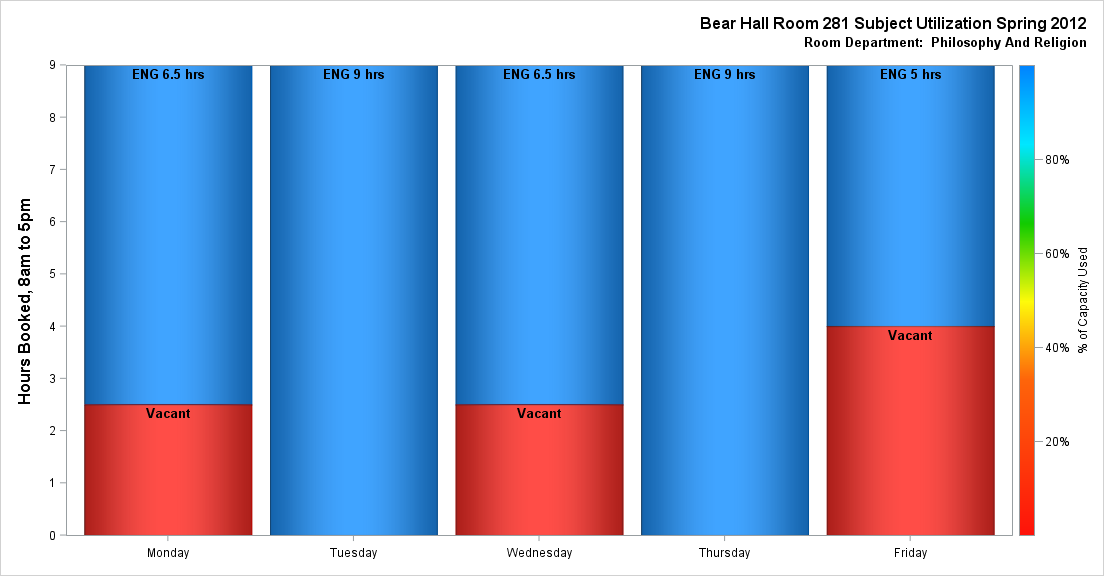 Bear Hall Room 281 Subject Utilization Spring 2012
Room Department:  Philosophy And Religion
Hours Booked, 8am to 5pm
9
8
7
6
5
4
3
2
1
0
ENG 6.5 hrs
Vacant
ENG 9 hrs
ENG 6.5 hrs
Vacant
ENG 9 hrs
ENG 5 hrs
Vacant
Monday
Tuesday
Wednesday
Thursday
Friday
80%
60%
40%
20%
% of Capacity Used